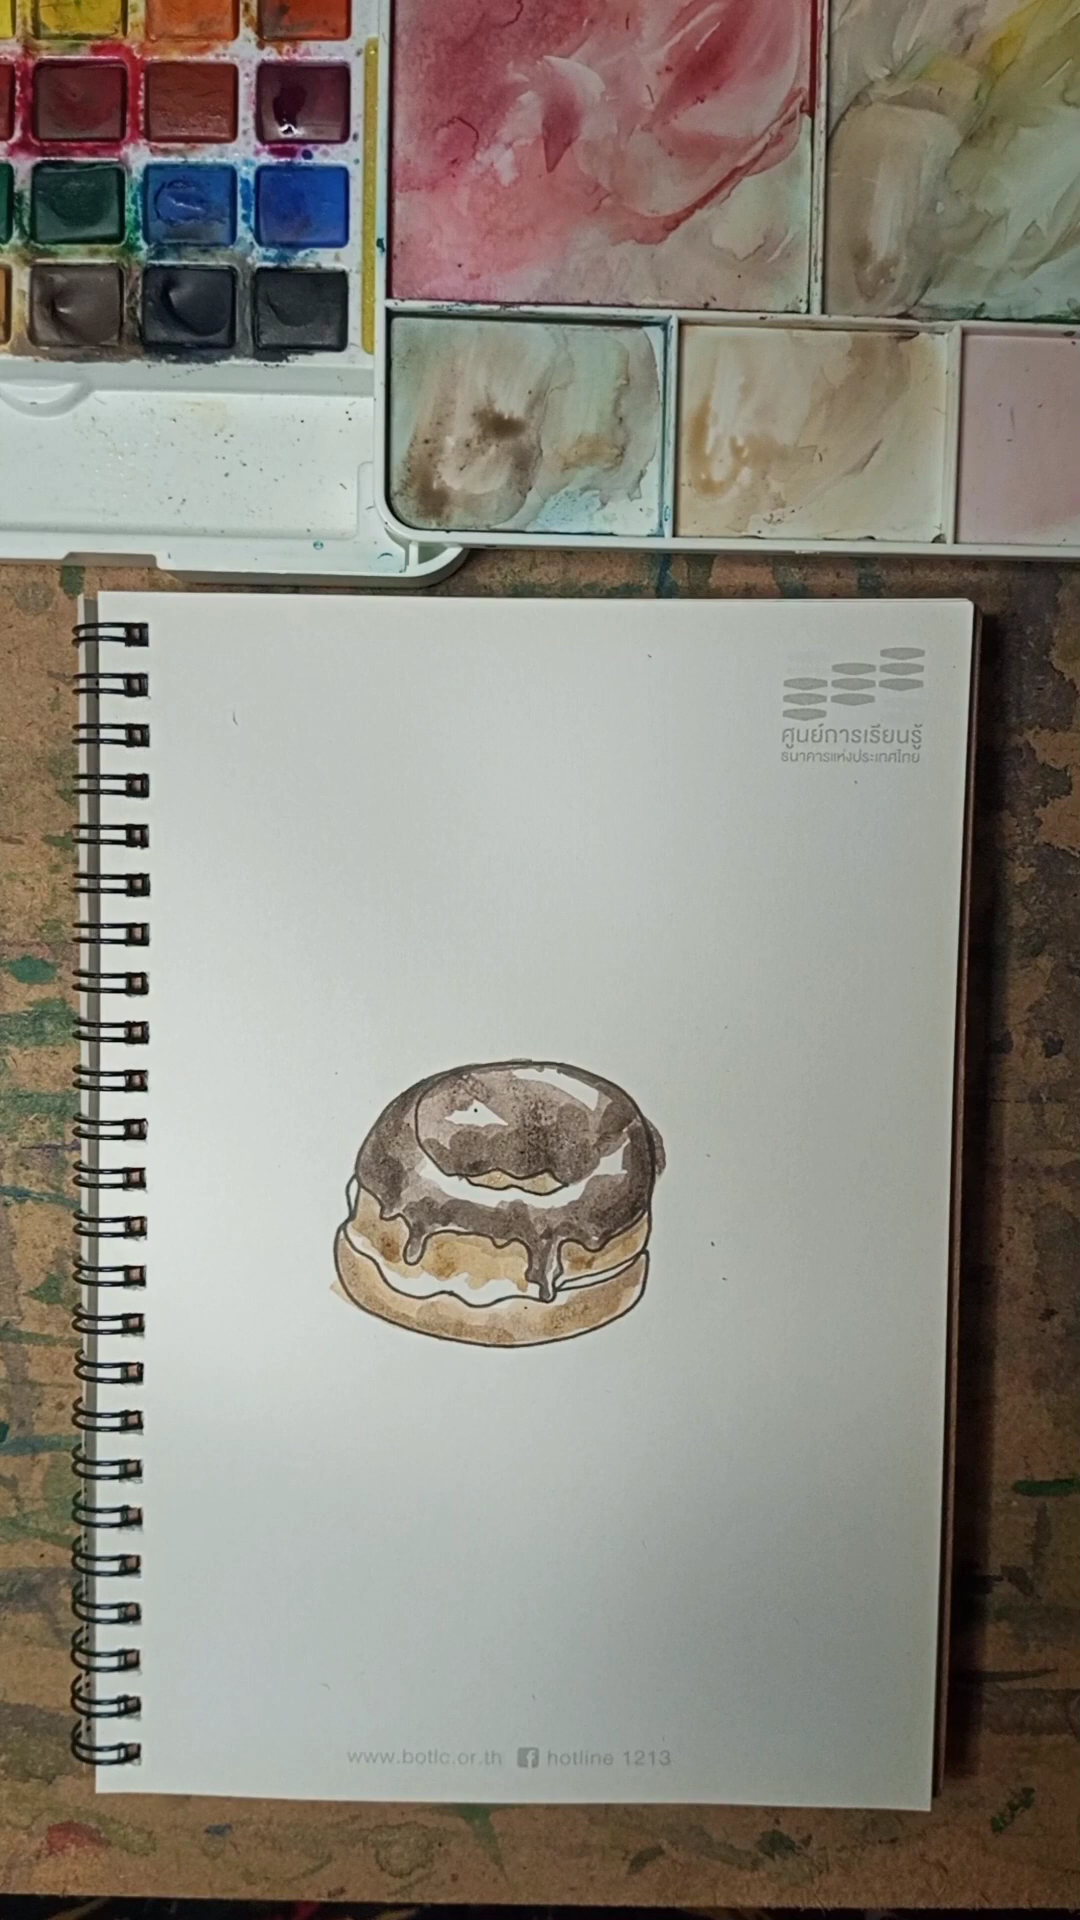 ศูนย์การเรียนรู้
ธนาคารแห่งประเทศไทย
www.botlc.or.th f hotline 1213